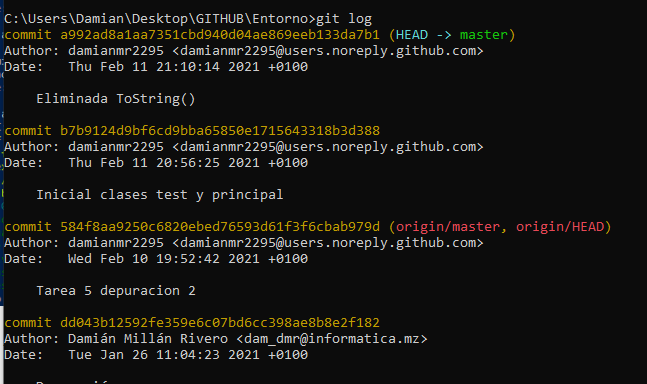 C:\Users\Damian\Desktop\GITHUB\Entorno>git log
commit a992ad8a1aa7351cbd940d04ae869eeb133da7b1 (HEAD -> master)
Author: damianmr2295 <damianmr2295@users.noreply.github.com>
Date:   Thu Feb 11 21:10:14 2021 +0100
    Eliminada ToString()
commit b7b9124d9bf6cd9bba65850e1715643318b3d388
Author: damianmr2295 <damianmr2295@users.noreply.github.com>
Date:   Thu Feb 11 20:56:25 2021 +0100
    Inicial clases test y principal
commit 584f8aa9250c6820ebed76593d61f3f6cbab979d (origin/master, origin/HEAD)
Author: damianmr2295 <damianmr2295@users.noreply.github.com>
Date:   Wed Feb 10 19:52:42 2021 +0100
    Tarea 5 depuracion 2
commit dd043b12592fe359e6c07bd6cc398ae8b8e2f182
Author: Damián Millán Rivero <dam_dmr@informatica.mz>
Date:   Tue Jan 26 11:04:23 2021 +0100